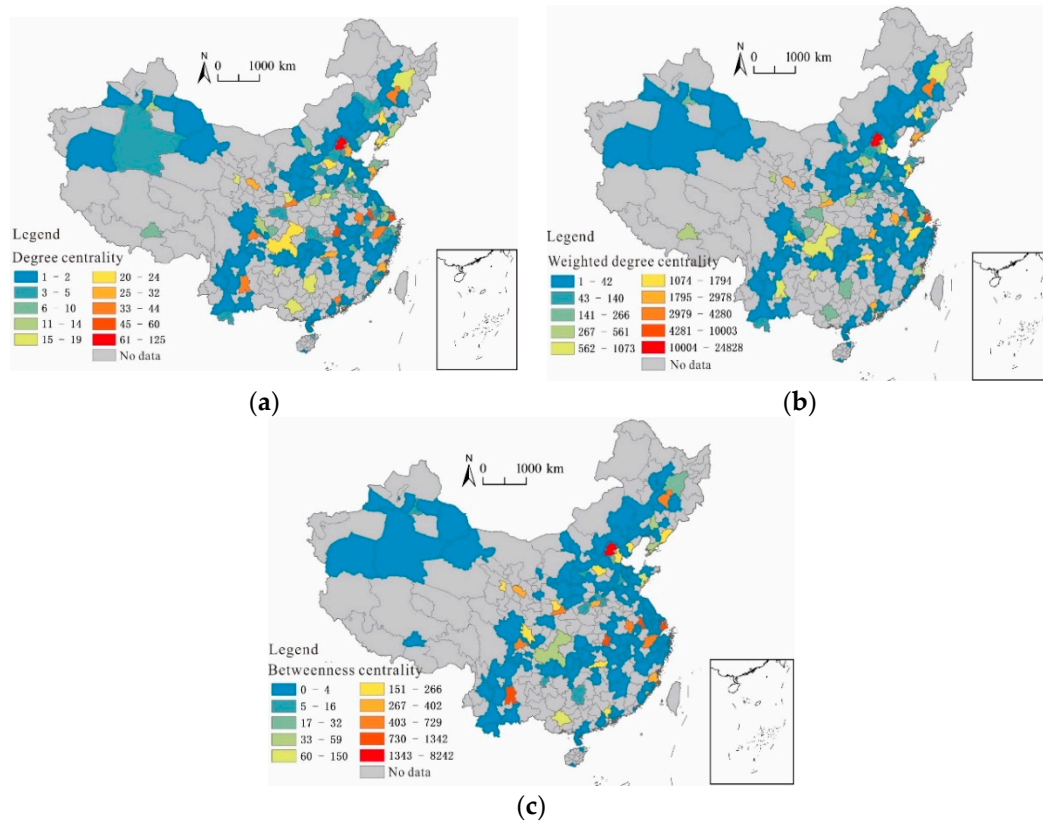 N
0 1000 km
Legend
Degree centrality
1 - 2
3 - 5
6 - 10
11 - 14
15 - 19
20 - 24
25 - 32
33 - 44
45 - 60
61 - 125
No data
(a)
N
0 1000 km
Legend
Weighted degree centrality
1 - 42
43 - 140
141 - 266
267 - 561
562 - 1073
1074 - 1794
1795 - 2978
2979 - 4280
4281 - 10003
10004 - 24828
No data
(b)
N
0 1000 km
Legend
Betweenness centrality
0 - 4
5 - 16
17 - 32
33 - 59
60 - 150
151 - 266
267 - 402
403 - 729
730 - 1342
1343 - 8242
No data
(c)